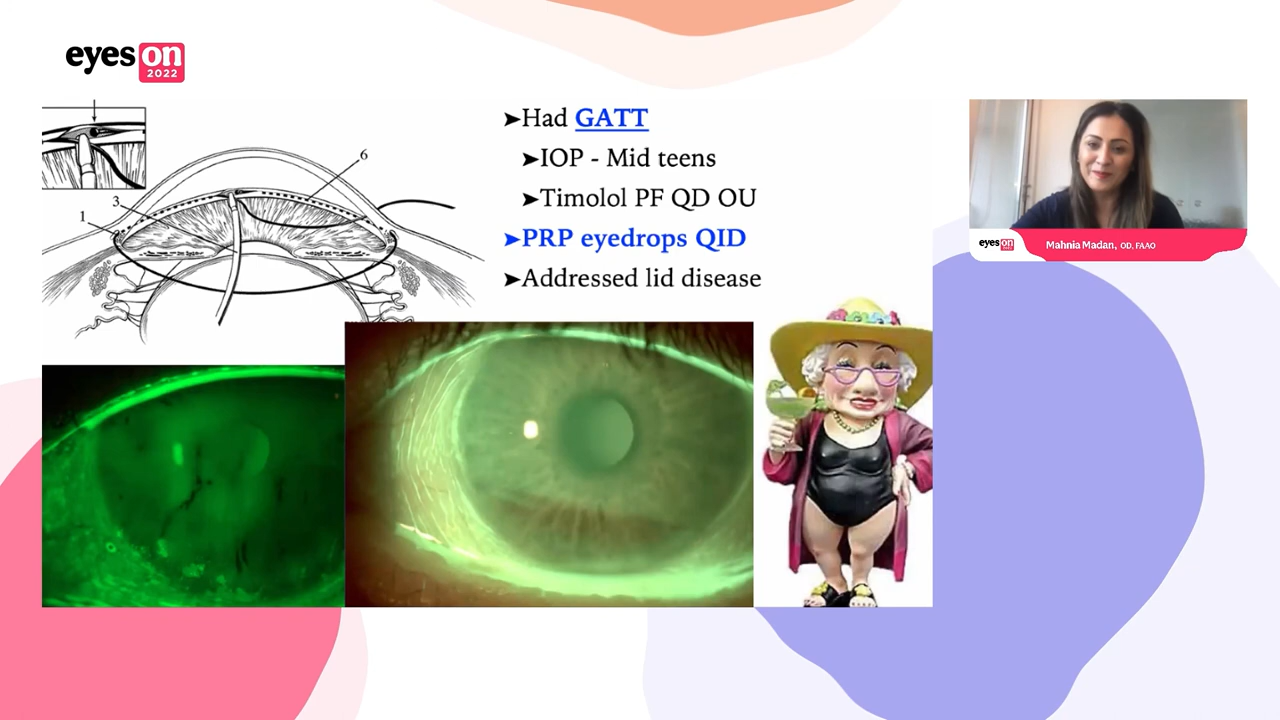 eyes on
2022
➤Had GATT
➤IOP - Mid teens
➤Timolol PF QD OU
➤PRP eyedrops QID
➤Addressed lid disease
6
3
1
eyes on
2022
Mahnia Madan, OD, FAAO